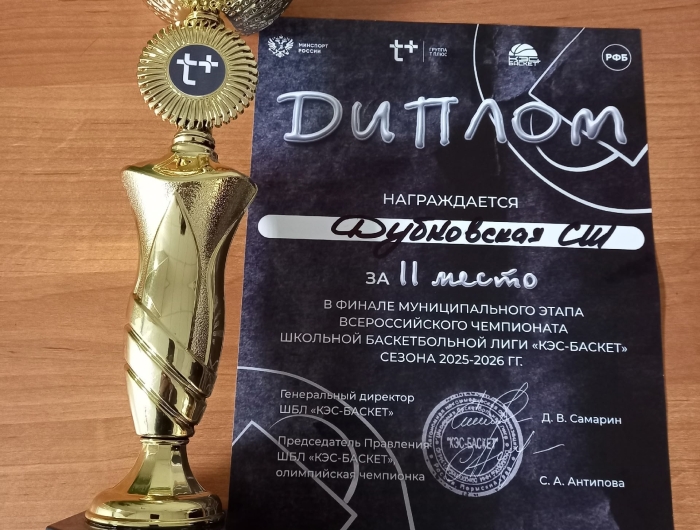 t+
МИНСПОРТ
РОССИИ
t+
ГРУППА
Т ПЛЮС
КЭС
БАСКЕТ
РФБ
ДИПЛОМ
НАГРАЖДАЕТСЯ
Дубковская СШ
ЗА II место
В ФИНАЛЕ МУНИЦИПАЛЬНОГО ЭТАПА
ВСЕРОССИЙСКОГО ЧЕМПИОНАТА
ШКОЛЬНОЙ БАСКЕТБОЛЬНОЙ ЛИГИ «КЭС-БАСКЕТ»
СЕЗОНА 2025-2026 ГГ.
Генеральный директор
ШБЛ «КЭС-БАСКЕТ»
Д. В. Самарин
"КЭС-БАСКЕТ"
Председатель Правления
ШБЛ «КЭС-БАСКЕТ»
олимпийская чемпионка
С. А. Антипова